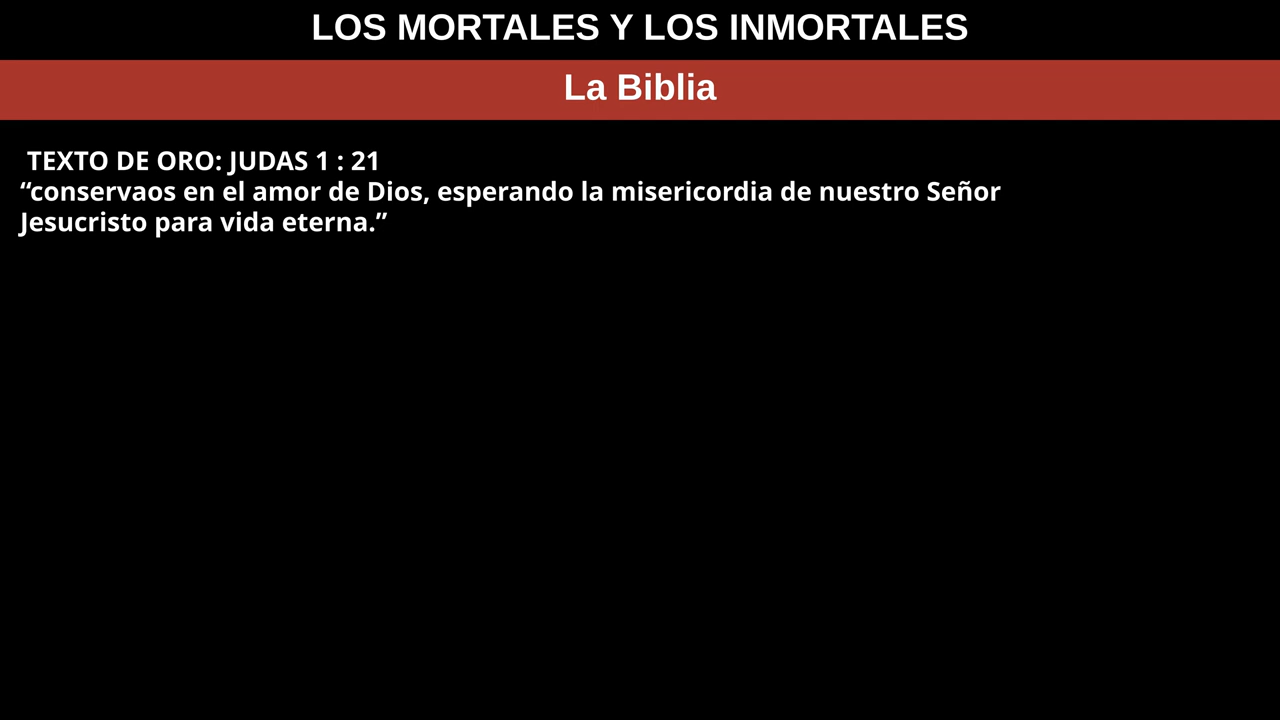 LOS MORTALES Y LOS INMORTALES
La Biblia
TEXTO DE ORO: JUDAS 1 : 21
“conservaos en el amor de Dios, esperando la misericordia de nuestro Señor
Jesucristo para vida eterna.”